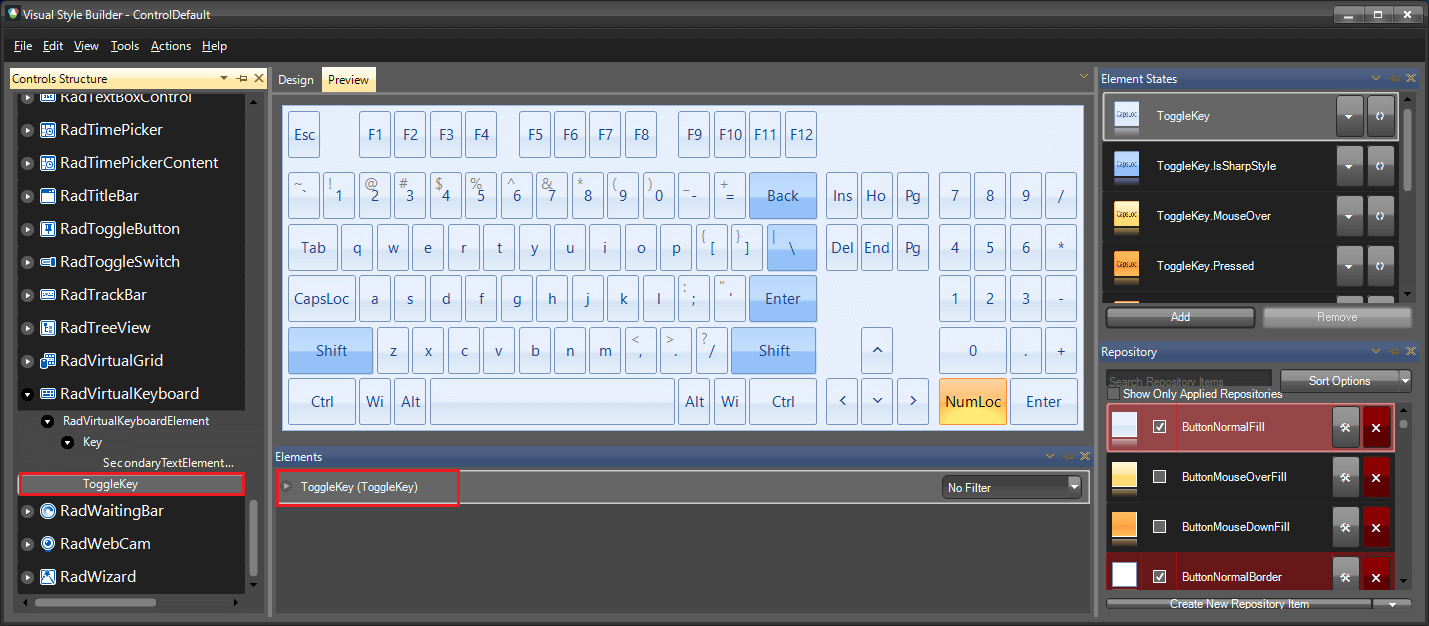 Visual Style Builder - ControlDefault
File Edit View Tools Actions Help
Controls Structure
RadTextBoxControl
RadTimePicker
RadTimePickerContent
RadTitleBar
RadToggleButton
RadToggleSwitch
RadTrackBar
RadTreeView
RadVirtualGrid
RadVirtualKeyboard
RadVirtualKeyboardElement
Key
SecondaryTextElement...
ToggleKey
RadWaitingBar
RadWebCam
RadWizard
Design Preview
Esc F1 F2 F3 F4 F5 F6 F7 F8 F9 F10 F11 F12
~ ` ! 1 @ 2 # 3 $ 4 % 5 ^ 6 & 7 * 8 ( 9 ) 0 _ - + = Back Ins Ho Pg 7 8 9 /
Tab q w e r t y u i o p { [ } ] | \ Del End Pg 4 5 6 *
CapsLoc a s d f g h j k l : ; " ' Enter 1 2 3 -
Shift z x c v b n m < , > . ? / Shift ^ 0 . +
Ctrl Wi Alt Alt Wi Ctrl < > NumLoc Enter
Elements
ToggleKey (ToggleKey)
No Filter
Element States
CapsLoc ToggleKey
CapsLoc ToggleKey.IsSharpStyle
CapsLoc ToggleKey.MouseOver
CapsLoc ToggleKey.Pressed
Add Remove
Repository
Search Repository Items Sort Options
Show Only Applied Repositories
ButtonNormalFill
ButtonMouseOverFill
ButtonMouseDownFill
ButtonNormalBorder
Create New Repository Item